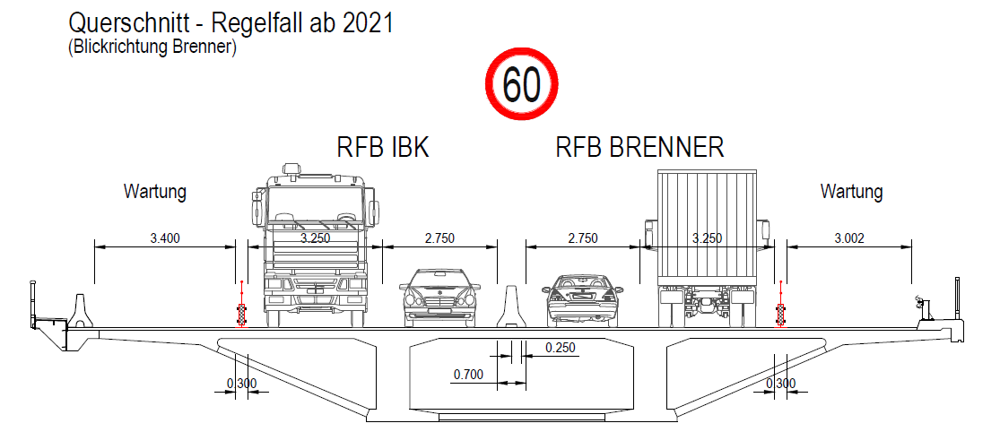 Querschnitt - Regelfall ab 2021
(Blickrichtung Brenner)
60
RFB IBK RFB BRENNER
Wartung Wartung
3.400 3.250 2.750 2.750 3.250 3.002
0.250
0.700
0.300 0.300